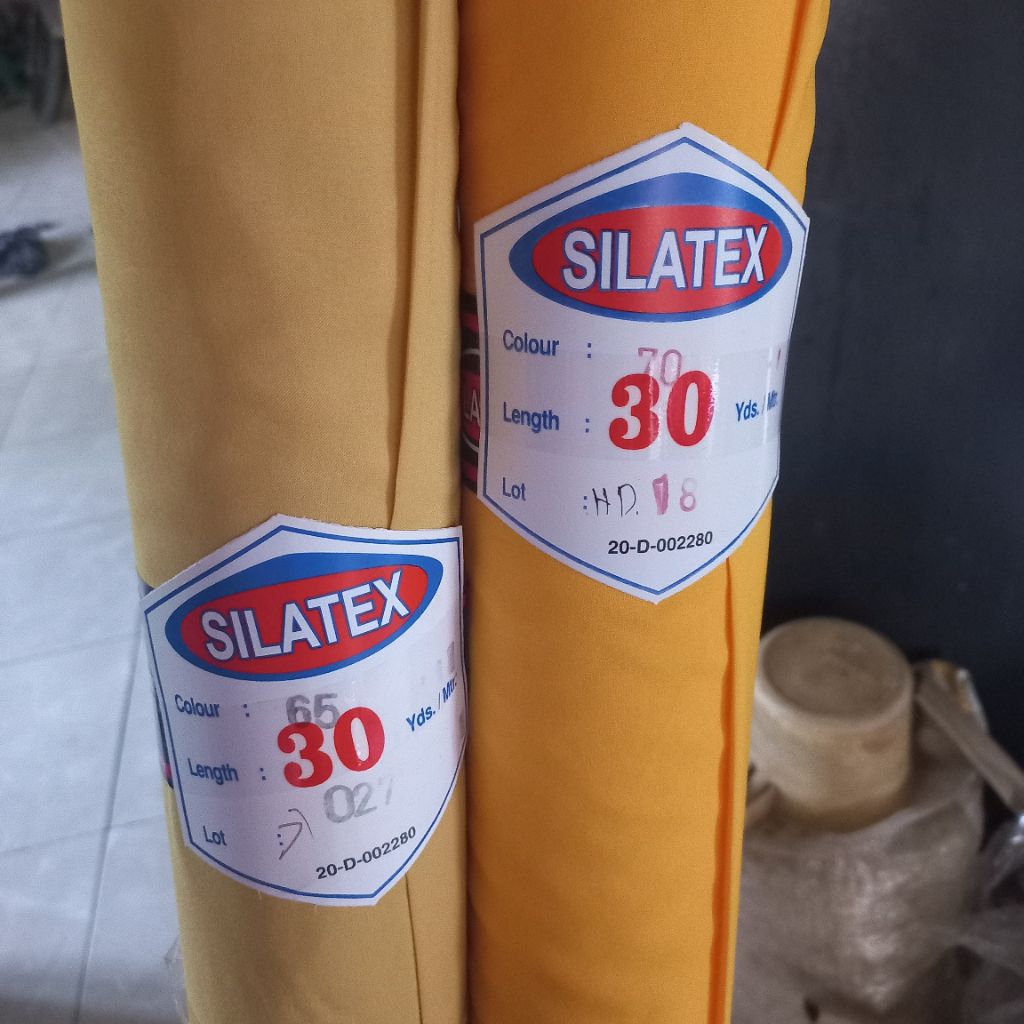 SILATEX
Colour : 70
Length : 30 Yds. / Mtr.
Lot : HD. 18
20-D-002280
SILATEX
Colour : 65
Length : 30 Yds. / Mtr.
Lot : 027
20-D-002280